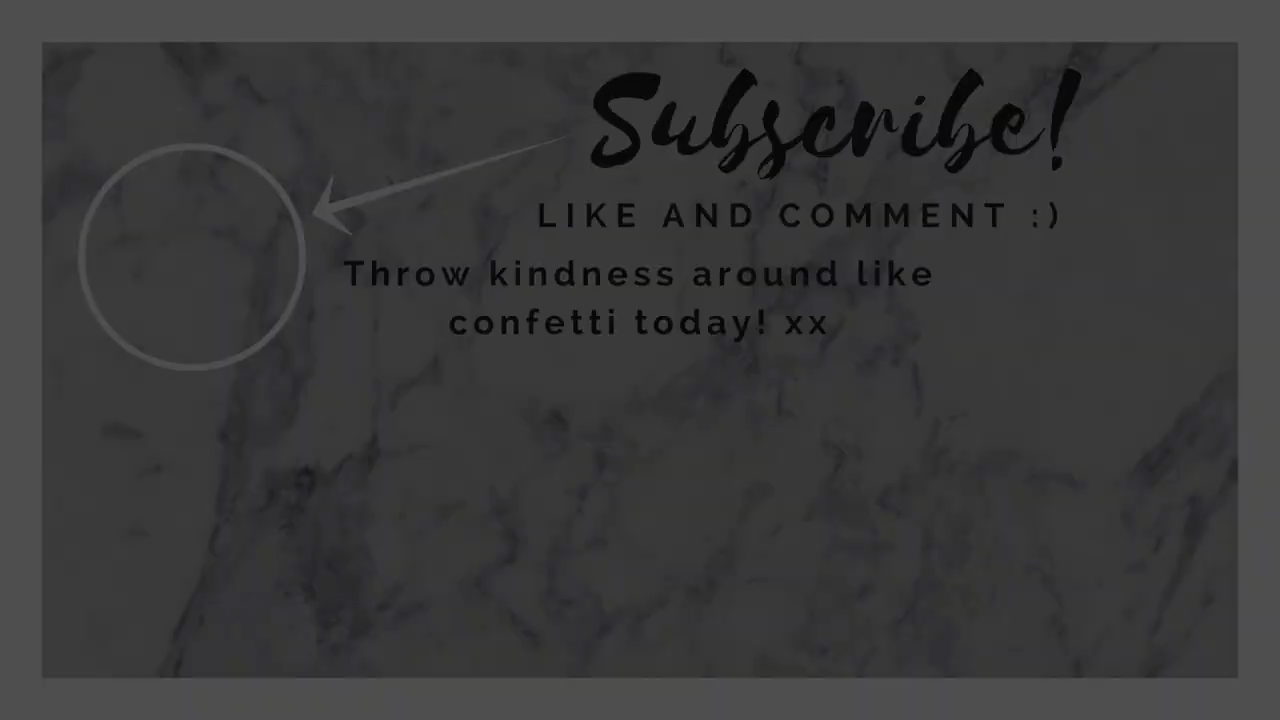 Subscribe!
LIKE AND COMMENT :)
Throw kindness around like
confetti today! xx